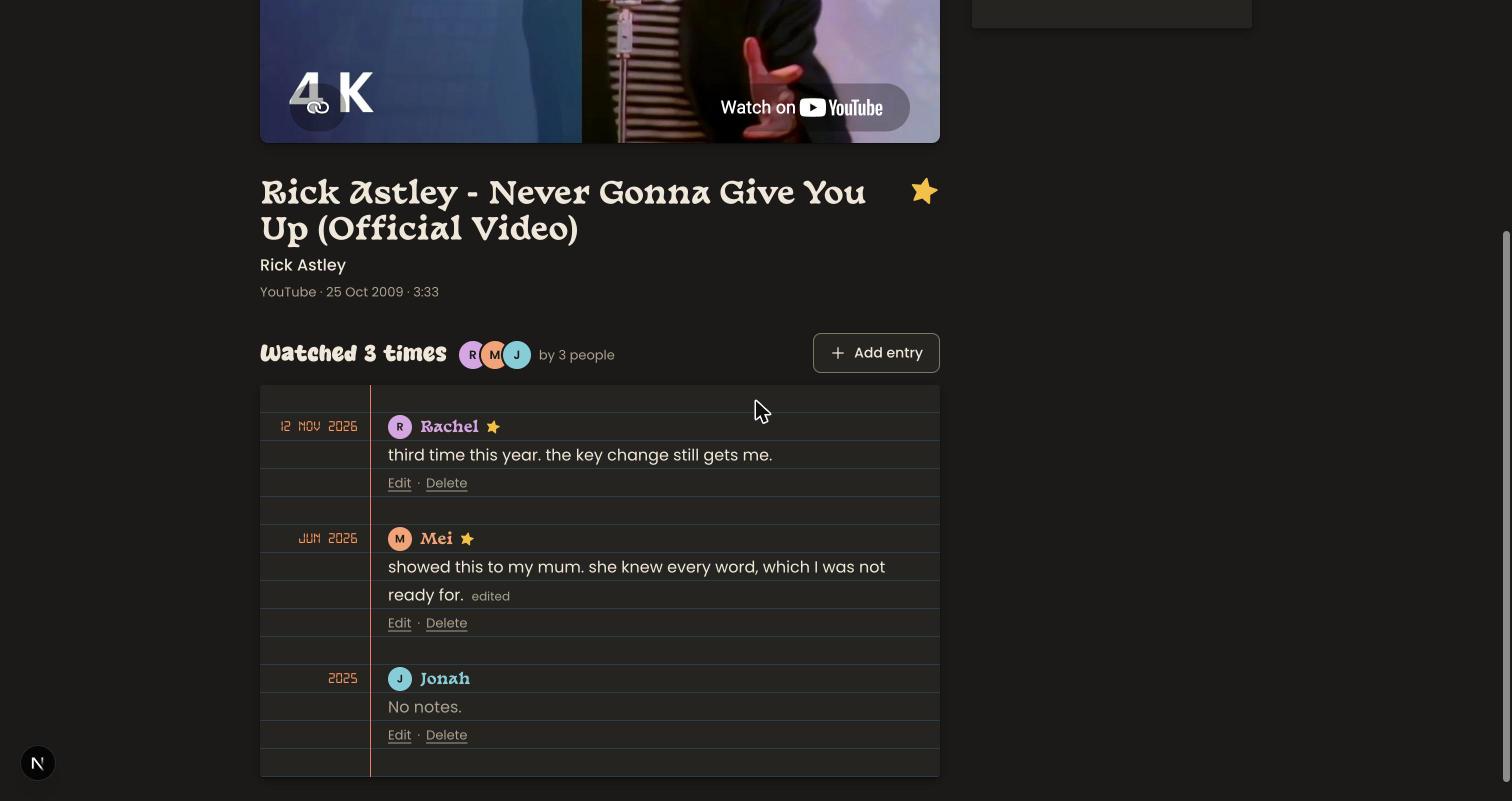 4K
Watch on YouTube
Rick Astley - Never Gonna Give You
Up (Official Video)
Rick Astley
YouTube · 25 Oct 2009 · 3:33
Watched 3 times R M J by 3 people + Add entry
12 NOV 2026 R Rachel
third time this year. the key change still gets me.
Edit · Delete
JUN 2026 M Mei
showed this to my mum. she knew every word, which I was not
ready for. edited
Edit · Delete
2025 J Jonah
No notes.
Edit · Delete
N